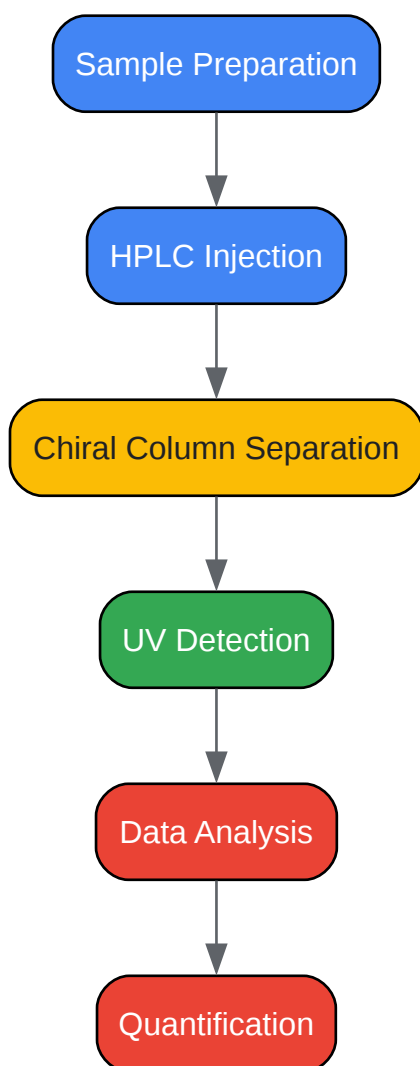 Sample Preparation
HPLC Injection
Chiral Column Separation
UV Detection
Data Analysis
Quantification